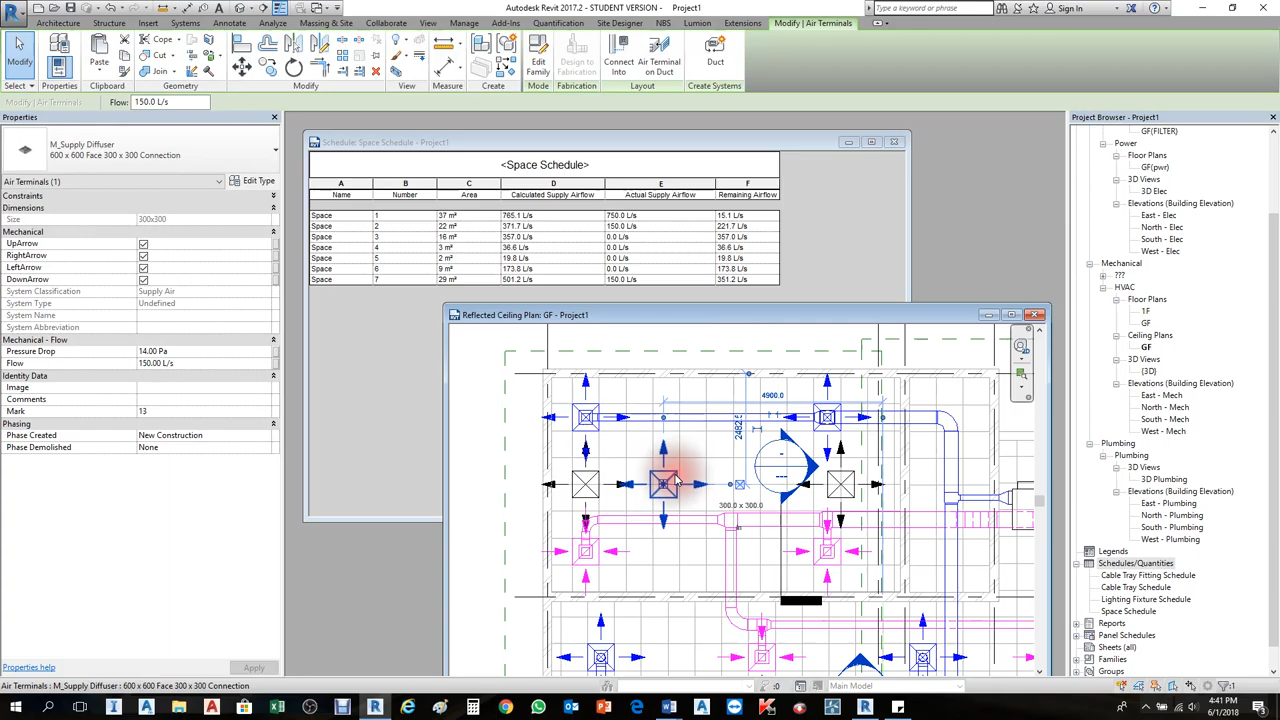 Autodesk Revit 2017.2 - STUDENT VERSION - Project1
Type a keyword or phrase
Sign In
Architecture Structure Insert Systems Annotate Analyze Massing & Site Collaborate View Manage Add-Ins Quantification Site Designer NBS Lumion Extensions Modify | Air Terminals
Modify Paste Cope Cut Join Edit Family Design to Fabrication Connect Into Air Terminal on Duct Duct
Select Properties Clipboard Geometry Modify View Measure Create Mode Fabrication Layout Create Systems
Modify | Air Terminals Flow: 150.0 L/s
Properties
M_Supply Diffuser
600 x 600 Face 300 x 300 Connection
Air Terminals (1) Edit Type
Constraints
Dimensions
Size 300x300
Mechanical
UpArrow
RightArrow
LeftArrow
DownArrow
System Classification Supply Air
System Type Undefined
System Name
System Abbreviation
Mechanical - Flow
Pressure Drop 14.00 Pa
Flow 150.00 L/s
Identity Data
Image
Comments
Mark 13
Phasing
Phase Created New Construction
Phase Demolished None
Properties help Apply
Schedule: Space Schedule - Project1
<Space Schedule>
A B C D E F
Name Number Area Calculated Supply Airflow Actual Supply Airflow Remaining Airflow
Space 1 37 m² 765.1 L/s 750.0 L/s 15.1 L/s
Space 2 22 m² 371.7 L/s 150.0 L/s 221.7 L/s
Space 3 16 m² 357.0 L/s 0.0 L/s 357.0 L/s
Space 4 3 m² 36.6 L/s 0.0 L/s 36.6 L/s
Space 5 2 m² 19.8 L/s 0.0 L/s 19.8 L/s
Space 6 9 m² 173.8 L/s 0.0 L/s 173.8 L/s
Space 7 29 m² 501.2 L/s 150.0 L/s 351.2 L/s
Reflected Ceiling Plan: GF - Project1
4900.0
300.0 x 300.0
2D
Project Browser - Project1
GF(FILTER)
Power
Floor Plans
GF(pwr)
3D Views
3D Elec
Elevations (Building Elevation)
East - Elec
North - Elec
South - Elec
West - Elec
Mechanical
???
HVAC
Floor Plans
1F
GF
Ceiling Plans
GF
3D Views
{3D}
Elevations (Building Elevation)
East - Mech
North - Mech
South - Mech
West - Mech
Plumbing
Plumbing
3D Views
3D Plumbing
Elevations (Building Elevation)
East - Plumbing
North - Plumbing
South - Plumbing
West - Plumbing
Legends
Schedules/Quantities
Cable Tray Fitting Schedule
Cable Tray Schedule
Lighting Fixture Schedule
Space Schedule
Reports
Panel Schedules
Sheets (all)
Families
Groups
Air Terminals : M_Supply Diffuser : 600 x 600 Face 300 x 300 Connection
:0 Main Model
:1
4:41 PM
6/1/2018